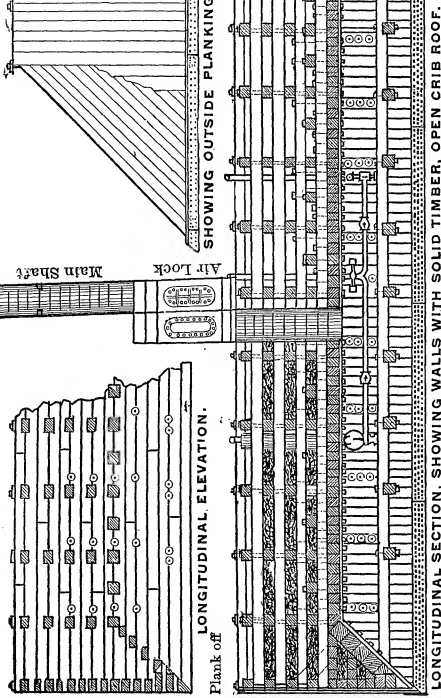 SHOWING OUTSIDE PLANKING
Main Shaft
Air Lock
LONGITUDINAL ELEVATION.
Plank off
LONGITUDINAL SECTION, SHOWING WALLS WITH SOLID TIMBER, OPEN CRIB ROOF.